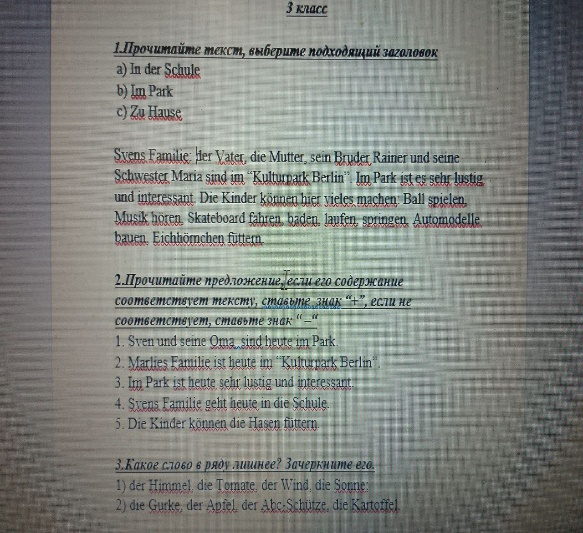 3 класс
1.Прочитайте текст, выберите подходящий заголовок
a) In der Schule
b) Im Park
c) Zu Hause
Svens Familie: der Vater, die Mutter, sein Bruder Rainer und seine
Schwester Maria sind im "Kulturpark Berlin". Im Park ist es sehr lustig
und interessant. Die Kinder können hier vieles machen: Ball spielen,
Musik hören, Skateboard fahren, baden, laufen, springen, Automodelle
bauen, Eichhörnchen füttern.
2.Прочитайте предложение, если его содержание
соответствует тексту, ставьте знак "+", если не
соответствует, ставьте знак "–"
1. Sven und seine Oma sind heute im Park.
2. Marlies Familie ist heute im "Kulturpark Berlin".
3. Im Park ist heute sehr lustig und interessant.
4. Svens Familie geht heute in die Schule.
5. Die Kinder können die Hasen füttern.
3.Какое слово в ряду лишнее? Зачеркните его.
1) der Himmel, die Tomate, der Wind, die Sonne;
2) die Gurke, der Apfel, der Abc-Schütze, die Kartoffel.